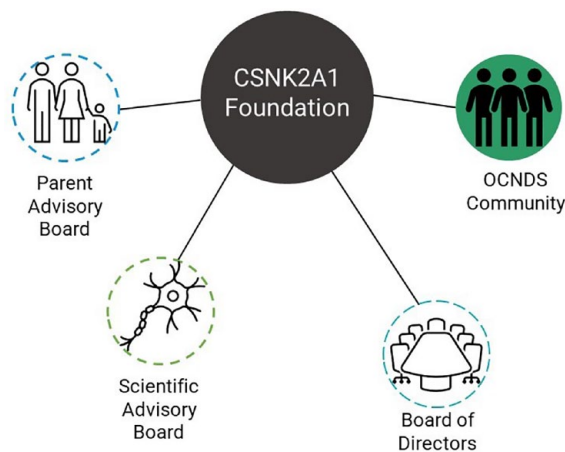 CSNK2A1
Foundation
Parent
Advisory
Board
OCNDS
Community
Scientific
Advisory
Board
Board of
Directors